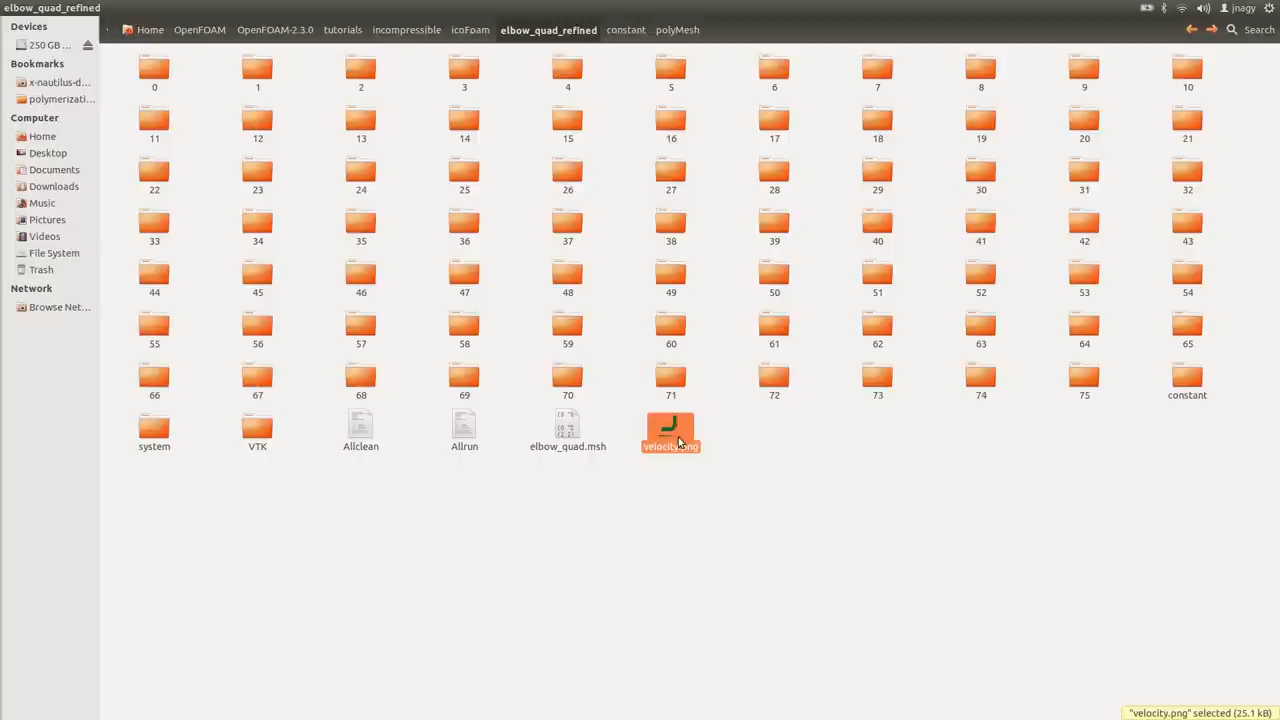 elbow_quad_refined
jnagy
Devices
250 GB ...
Bookmarks
x-nautilus-d...
polymerizati...
Computer
Home
Desktop
Documents
Downloads
Music
Pictures
Videos
File System
Trash
Network
Browse Net...
Home OpenFOAM OpenFOAM-2.3.0 tutorials incompressible icoFoam elbow_quad_refined constant polyMesh
Search
0 1 2 3 4 5 6 7 8 9 10
11 12 13 14 15 16 17 18 19 20 21
22 23 24 25 26 27 28 29 30 31 32
33 34 35 36 37 38 39 40 41 42 43
44 45 46 47 48 49 50 51 52 53 54
55 56 57 58 59 60 61 62 63 64 65
66 67 68 69 70 71 72 73 74 75 constant
system VTK Allclean Allrun elbow_quad.msh velocity.png
"velocity.png" selected (25.1 kB)